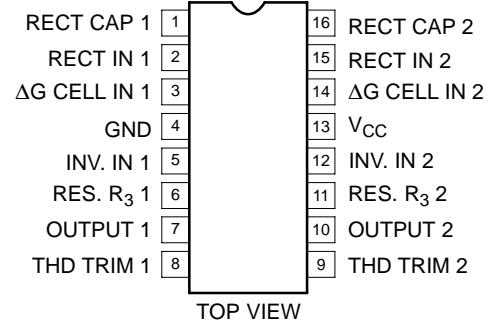 RECT CAP 1 1 16 RECT CAP 2
RECT IN 1 2 15 RECT IN 2
ΔG CELL IN 1 3 14 ΔG CELL IN 2
GND 4 13 VCC
INV. IN 1 5 12 INV. IN 2
RES. R3 1 6 11 RES. R3 2
OUTPUT 1 7 10 OUTPUT 2
THD TRIM 1 8 9 THD TRIM 2
TOP VIEW